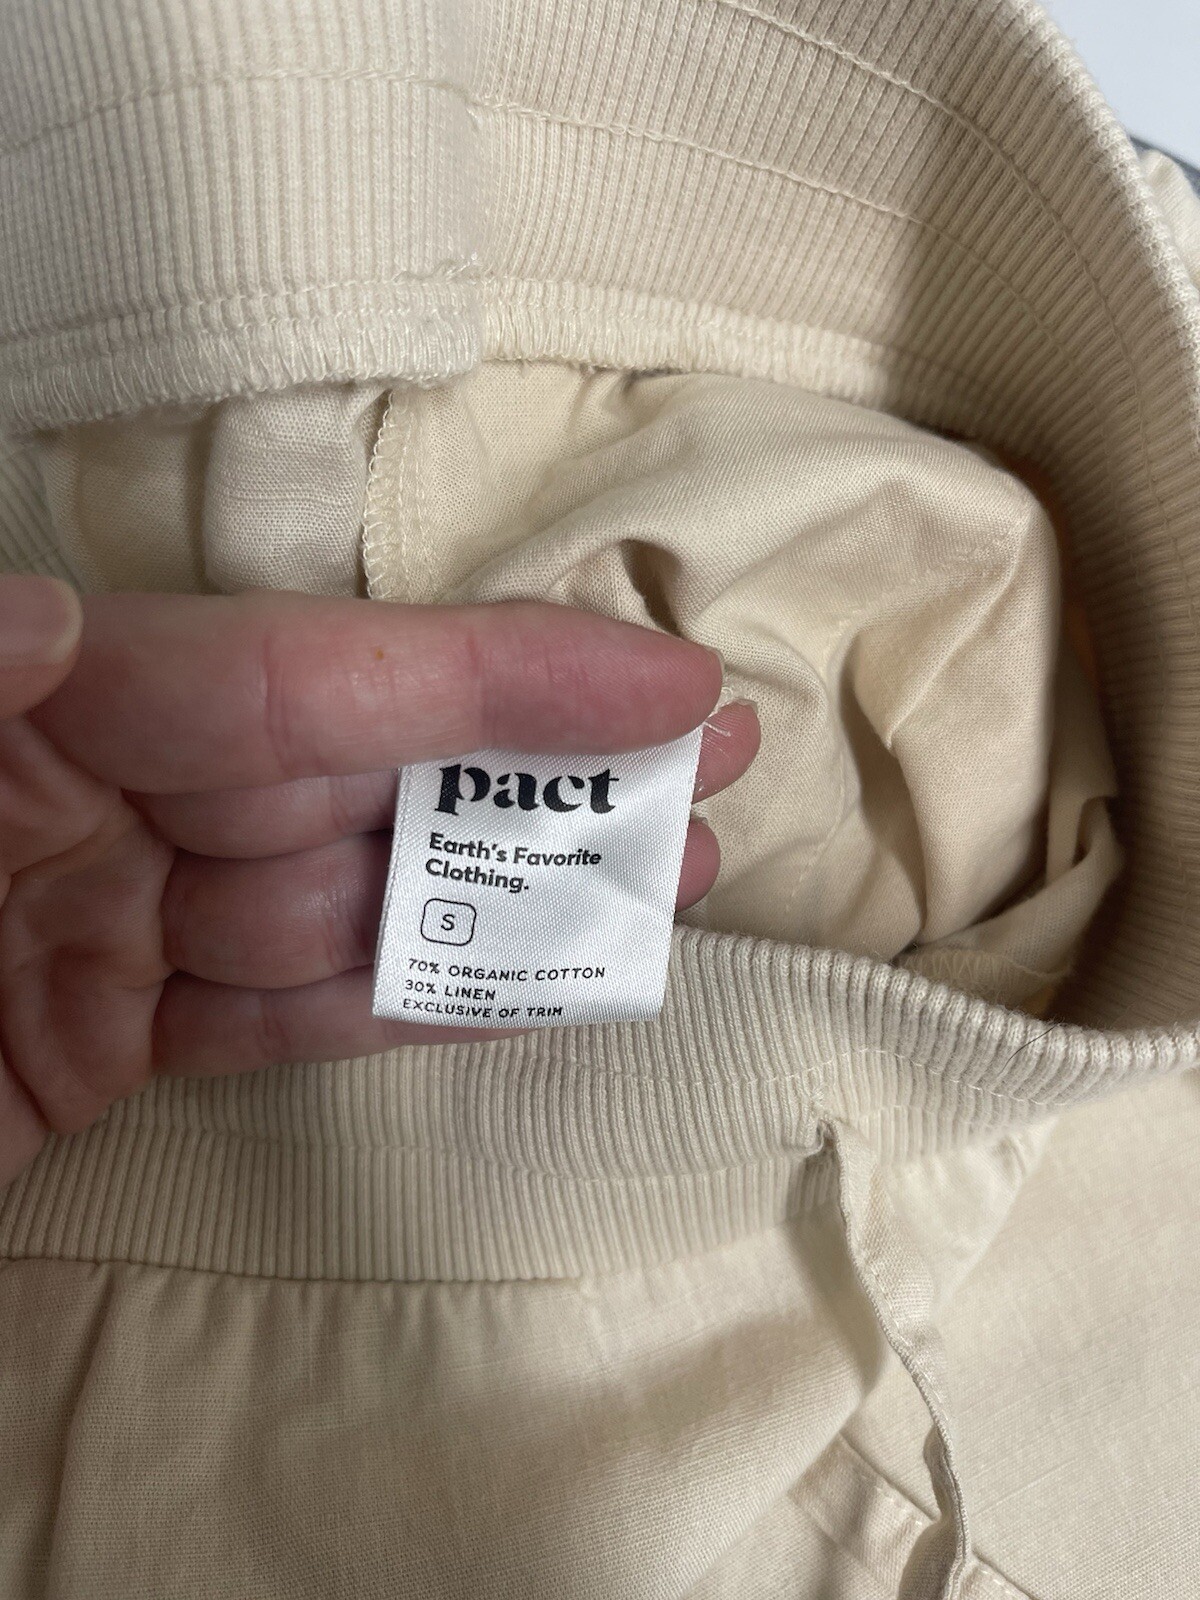 pact
Earth's Favorite
Clothing.
S
70% ORGANIC COTTON
30% LINEN
EXCLUSIVE OF TRIM